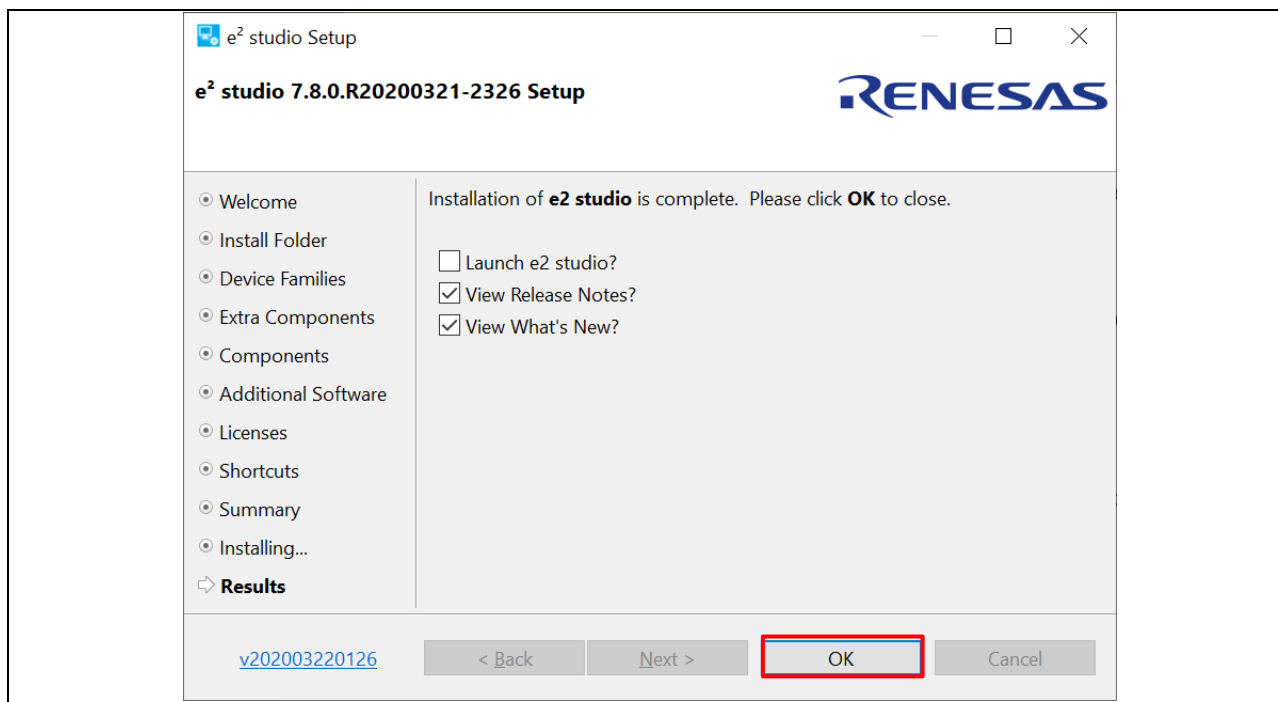 e² studio Setup
e² studio 7.8.0.R20200321-2326 Setup
RENESAS
Welcome
Install Folder
Device Families
Extra Components
Components
Additional Software
Licenses
Shortcuts
Summary
Installing...
Results
Installation of e2 studio is complete. Please click OK to close.
Launch e2 studio?
View Release Notes?
View What's New?
v202003220126
< Back
Next >
OK
Cancel